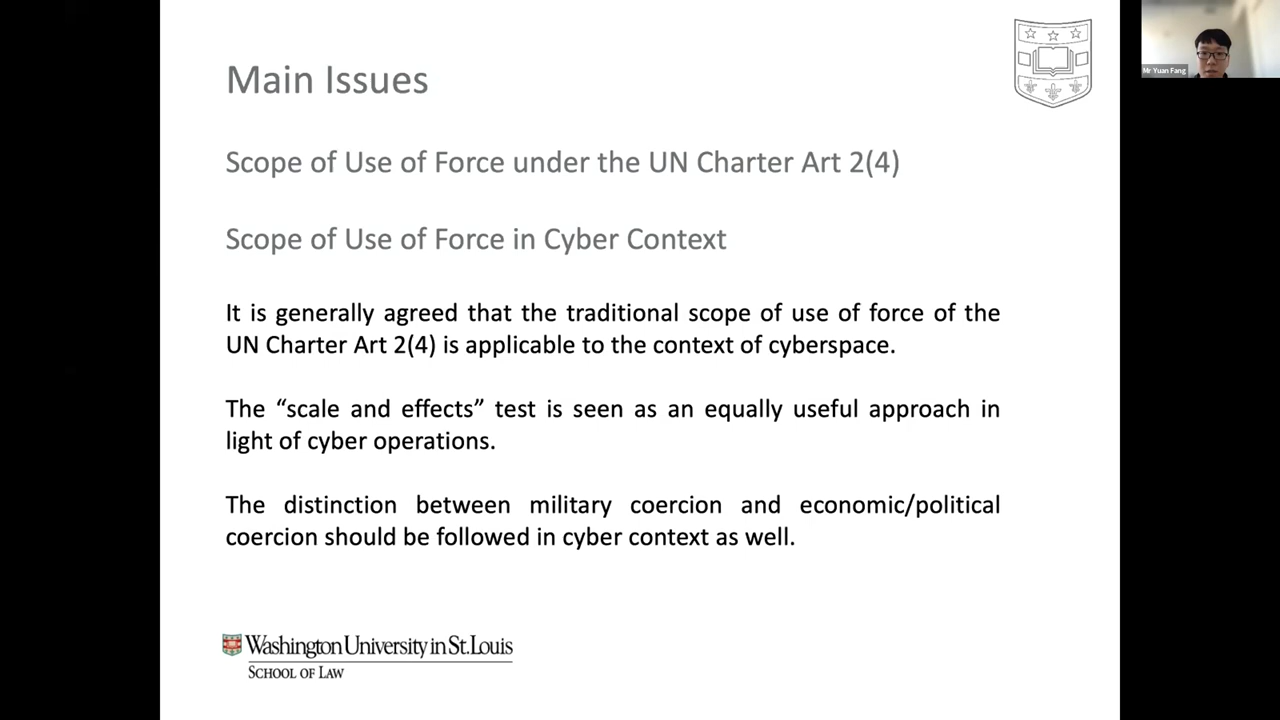 Main Issues
Mr Yuan Fang
Scope of Use of Force under the UN Charter Art 2(4)
Scope of Use of Force in Cyber Context
It is generally agreed that the traditional scope of use of force of the
UN Charter Art 2(4) is applicable to the context of cyberspace.
The “scale and effects” test is seen as an equally useful approach in
light of cyber operations.
The distinction between military coercion and economic/political
coercion should be followed in cyber context as well.
Washington University in St. Louis
SCHOOL OF LAW